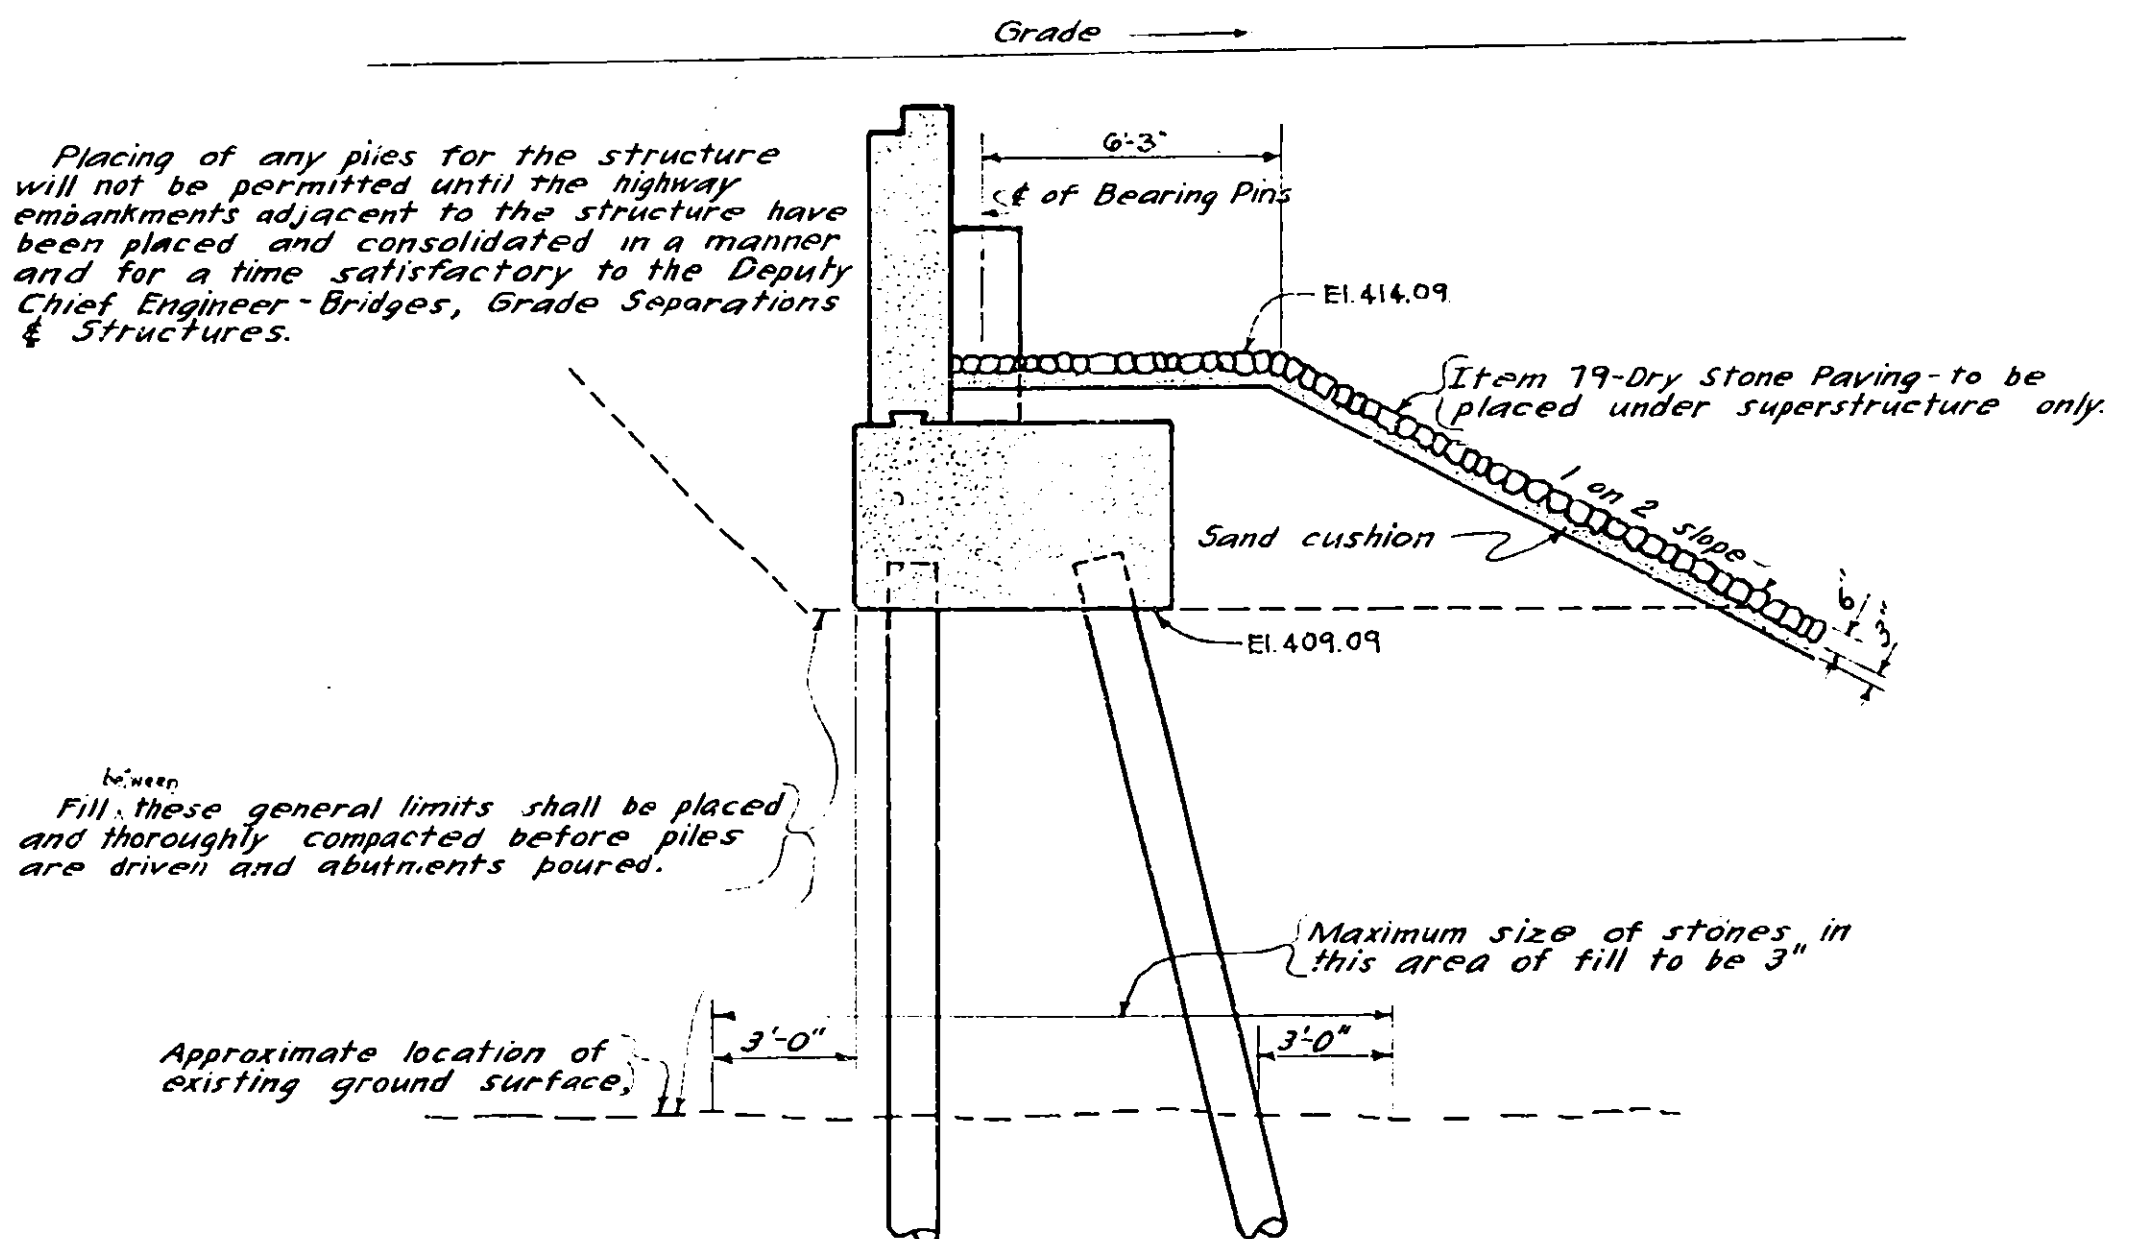 Grade
Placing of any piles for the structure
will not be permitted until the highway
embankments adjacent to the structure have
been placed and consolidated in a manner
and for a time satisfactory to the Deputy
Chief Engineer - Bridges, Grade Separations
& Structures.
6'-3"
℄ of Bearing Pins
El. 414.09
Item 79-Dry Stone Paving - to be
placed under superstructure only.
1 on 2 slope
Sand cushion
6"
3"
El. 409.09
between
Fill these general limits shall be placed
and thoroughly compacted before piles
are driven and abutments poured.
Maximum size of stones in
this area of fill to be 3"
3'-0"
3'-0"
Approximate location of
existing ground surface,